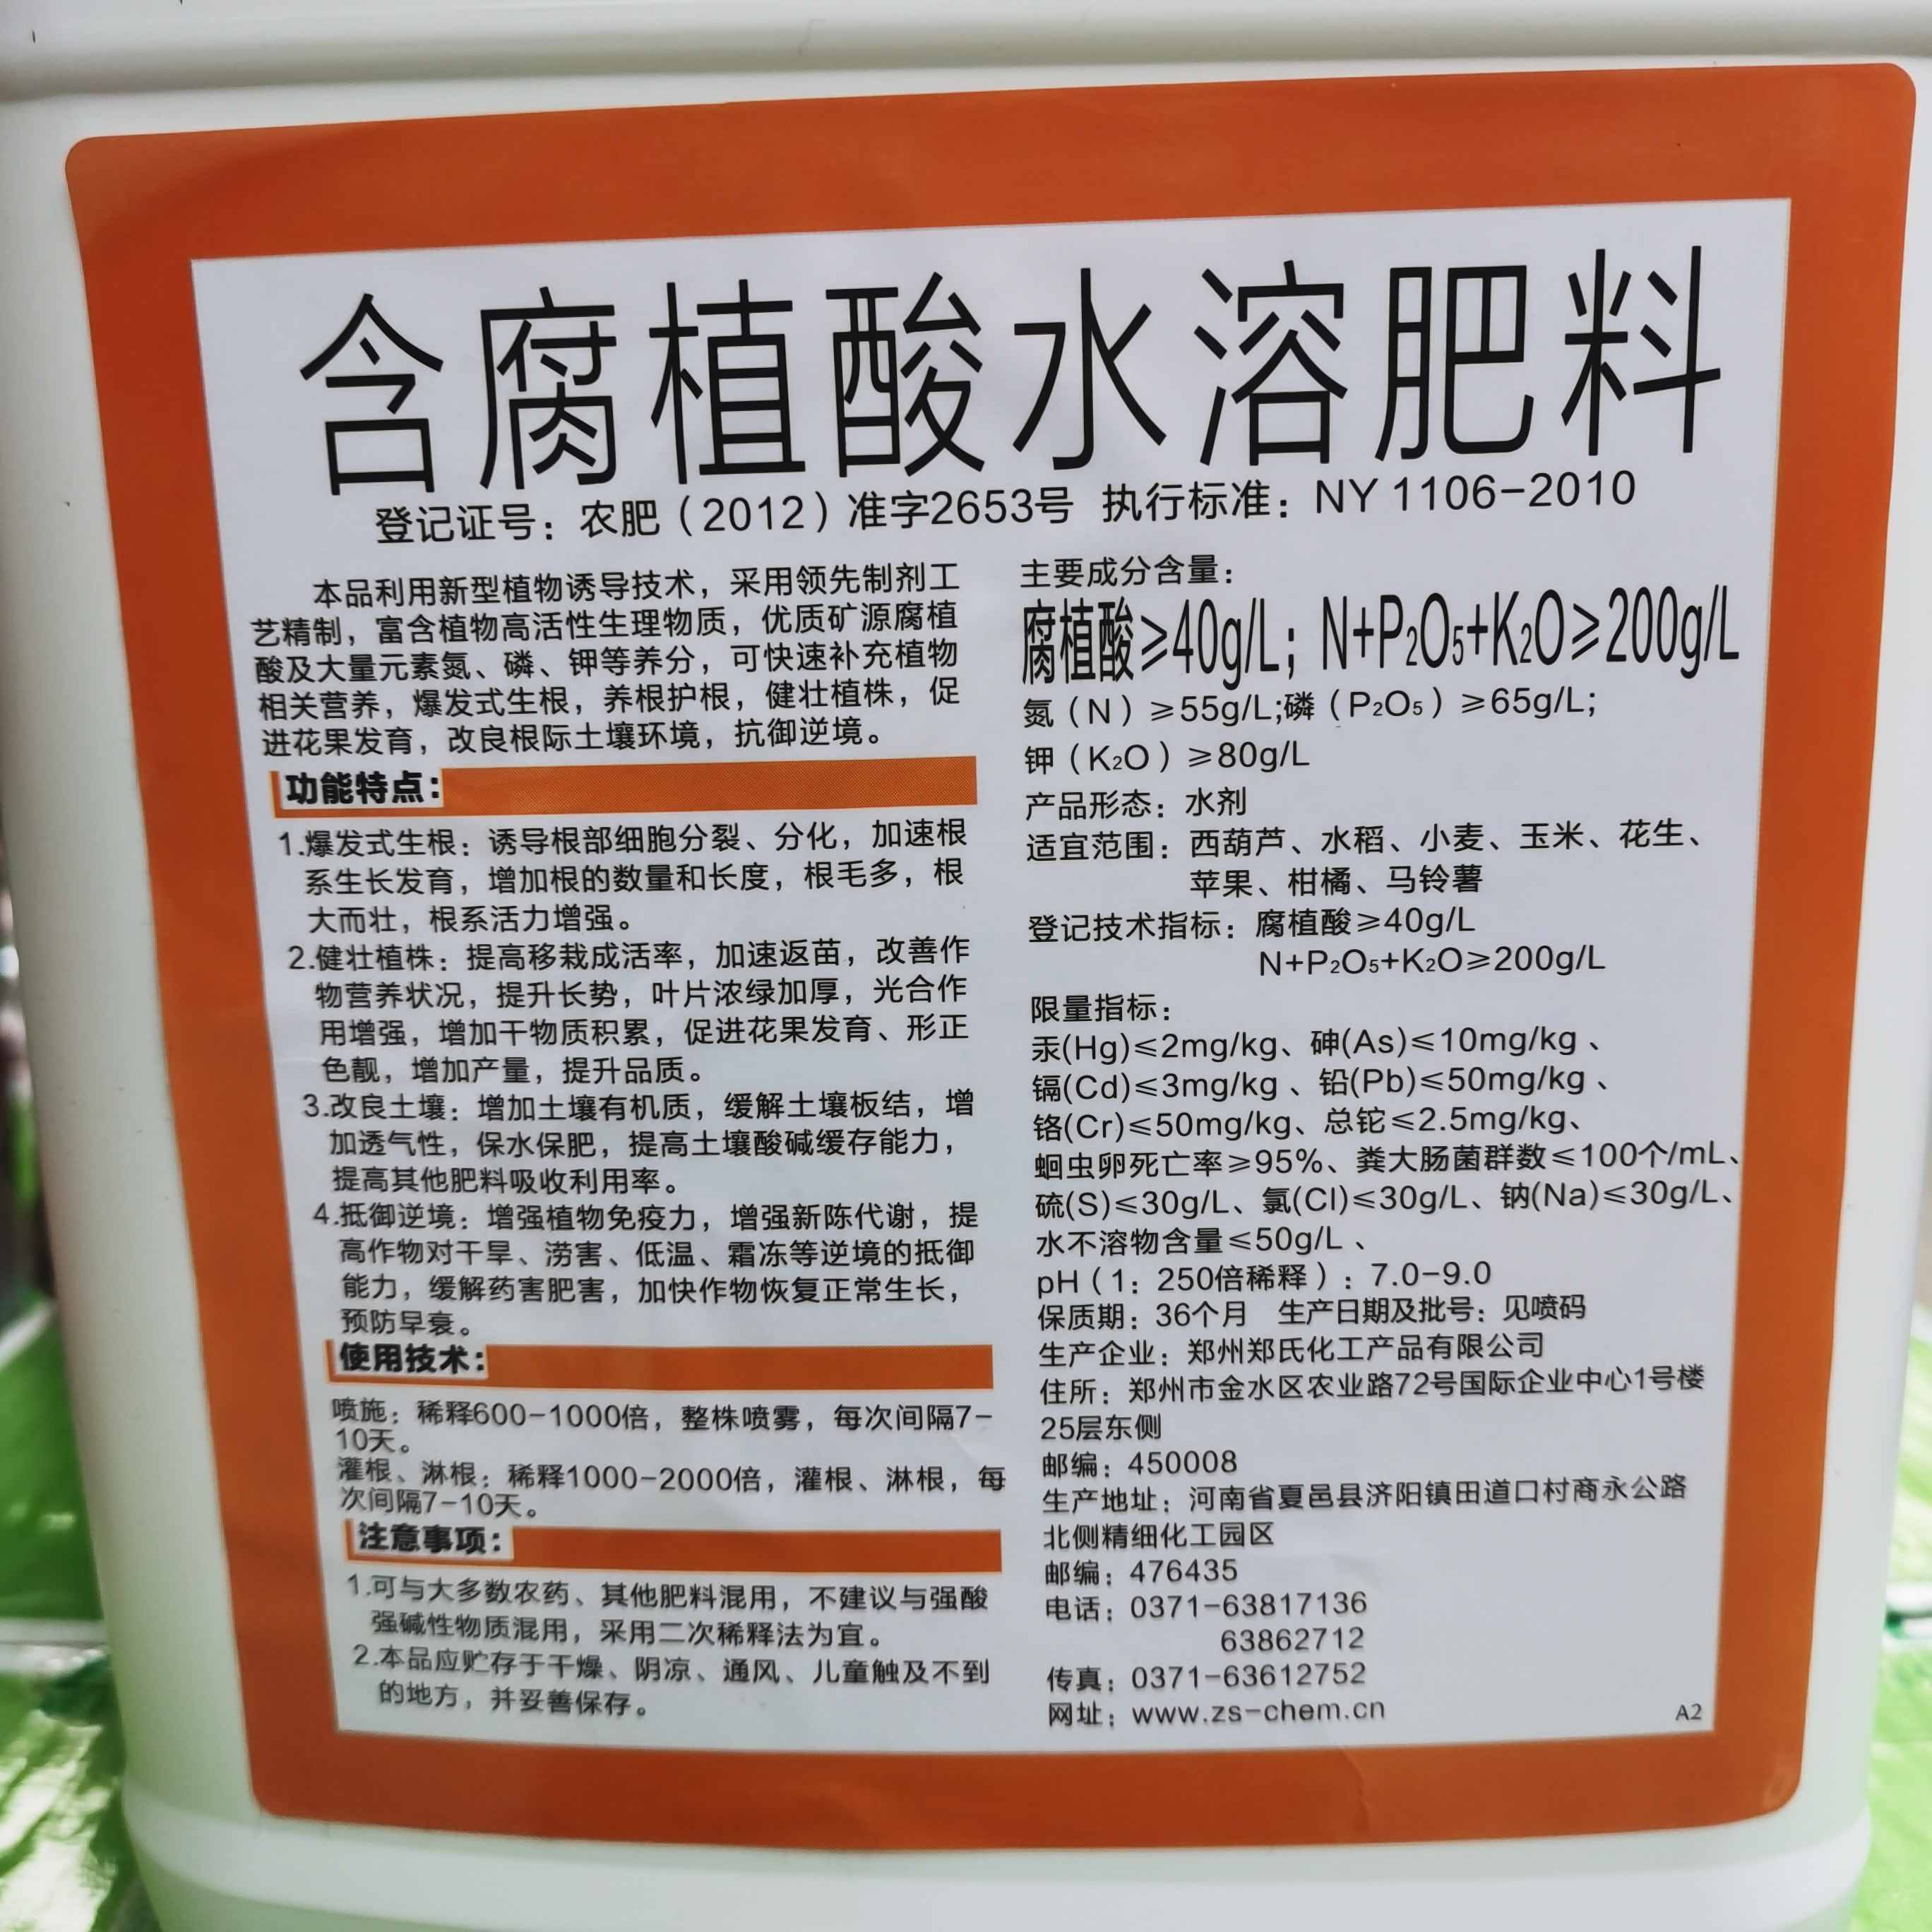 含腐植酸水溶肥料
登记证号：农肥（2012）准字2653号 执行标准：NY 1106-2010
本品利用新型植物诱导技术，采用领先制剂工
艺精制，富含植物高活性生理物质，优质矿源腐植
酸及大量元素氮、磷、钾等养分，可快速补充植物
相关营养，爆发式生根，养根护根，健壮植株，促
进花果发育，改良根际土壤环境，抗御逆境。
功能特点：
1.爆发式生根：诱导根部细胞分裂、分化，加速根
系生长发育，增加根的数量和长度，根毛多，根
大而壮，根系活力增强。
2.健壮植株：提高移栽成活率，加速返苗，改善作
物营养状况，提升长势，叶片浓绿加厚，光合作
用增强，增加干物质积累，促进花果发育、形正
色靓，增加产量，提升品质。
3.改良土壤：增加土壤有机质，缓解土壤板结，增
加透气性，保水保肥，提高土壤酸碱缓存能力，
提高其他肥料吸收利用率。
4.抵御逆境：增强植物免疫力，增强新陈代谢，提
高作物对干旱、涝害、低温、霜冻等逆境的抵御
能力，缓解药害肥害，加快作物恢复正常生长，
预防早衰。
使用技术：
喷施：稀释600-1000倍，整株喷雾，每次间隔7-
10天。
灌根、淋根：稀释1000-2000倍，灌根、淋根，每
次间隔7-10天。
注意事项：
1.可与大多数农药、其他肥料混用，不建议与强酸
强碱性物质混用，采用二次稀释法为宜。
2.本品应贮存于干燥、阴凉、通风、儿童触及不到
的地方，并妥善保存。
主要成分含量：
腐植酸≥40g/L；N+P₂O₅+K₂O≥200g/L
氮（N）≥55g/L;磷（P₂O₅）≥65g/L；
钾（K₂O）≥80g/L
产品形态：水剂
适宜范围：西葫芦、水稻、小麦、玉米、花生、
苹果、柑橘、马铃薯
登记技术指标：腐植酸≥40g/L
N+P₂O₅+K₂O≥200g/L
限量指标：
汞(Hg)≤2mg/kg、砷(As)≤10mg/kg 、
镉(Cd)≤3mg/kg 、铅(Pb)≤50mg/kg 、
铬(Cr)≤50mg/kg、总铊≤2.5mg/kg、
蛔虫卵死亡率≥95%、粪大肠菌群数≤100个/mL、
硫(S)≤30g/L、氯(Cl)≤30g/L、钠(Na)≤30g/L、
水不溶物含量≤50g/L 、
pH（1：250倍稀释）：7.0-9.0
保质期：36个月 生产日期及批号：见喷码
生产企业：郑州郑氏化工产品有限公司
住所：郑州市金水区农业路72号国际企业中心1号楼
25层东侧
邮编：450008
生产地址：河南省夏邑县济阳镇田道口村商永公路
北侧精细化工园区
邮编：476435
电话：0371-63817136
63862712
传真：0371-63612752
网址：www.zs-chem.cn
A2